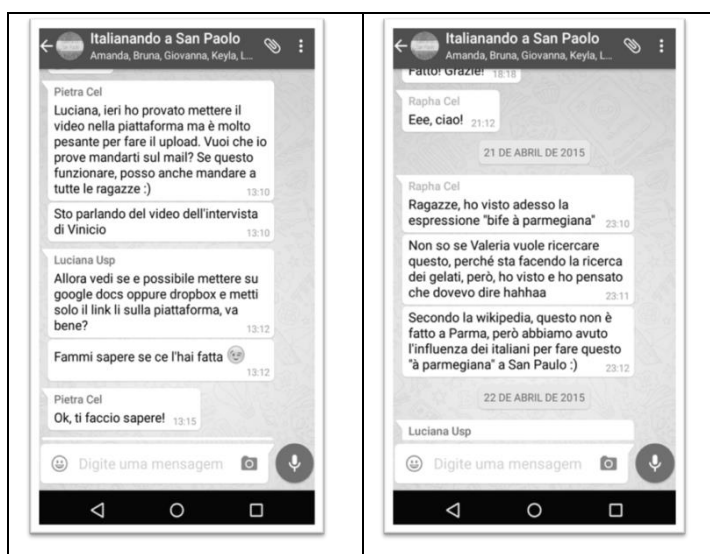 Italianando a San Paolo
Amanda, Bruna, Giovanna, Keyla, L...
Pietra Cel
Luciana, ieri ho provato mettere il
video nella piattaforma ma è molto
pesante per fare il upload. Vuoi che io
prove mandarti sul mail? Se questo
funzionare, posso anche mandare a
tutte le ragazze :) 13:10
Sto parlando del video dell'intervista
di Vinicio 13:10
Luciana Usp
Allora vedi se e possibile mettere su
google docs oppure dropbox e metti
solo il link li sulla piattaforma, va
bene? 13:12
Fammi sapere se ce l'hai fatta
13:12
Pietra Cel
Ok, ti faccio sapere! 13:15
Digite uma mensagem
Italianando a San Paolo
Amanda, Bruna, Giovanna, Keyla, L...
Fatto! Grazie! 18:18
Rapha Cel
Eee, ciao! 21:12
21 DE ABRIL DE 2015
Rapha Cel
Ragazze, ho visto adesso la
espressione "bife à parmegiana" 23:10
Non so se Valeria vuole ricercare
questo, perché sta facendo la ricerca
dei gelati, però, ho visto e ho pensato
che dovevo dire hahhaa 23:11
Secondo la wikipedia, questo non è
fatto a Parma, però abbiamo avuto
l'influenza dei italiani per fare questo
"à parmegiana" a San Paulo :) 23:12
22 DE ABRIL DE 2015
Luciana Usp
Digite uma mensagem